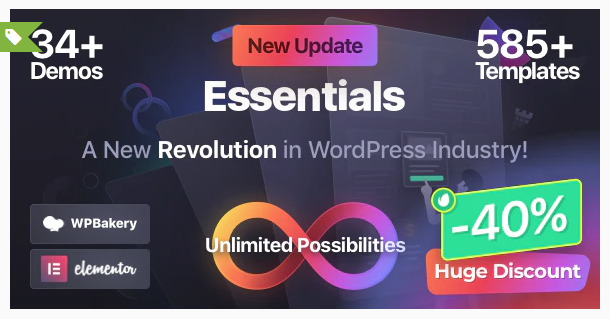 34+
Demos
New Update
585+
Templates
Essentials
A New Revolution in WordPress Industry!
WPBakery
elementor
Unlimited Possibilities
-40%
Huge Discount